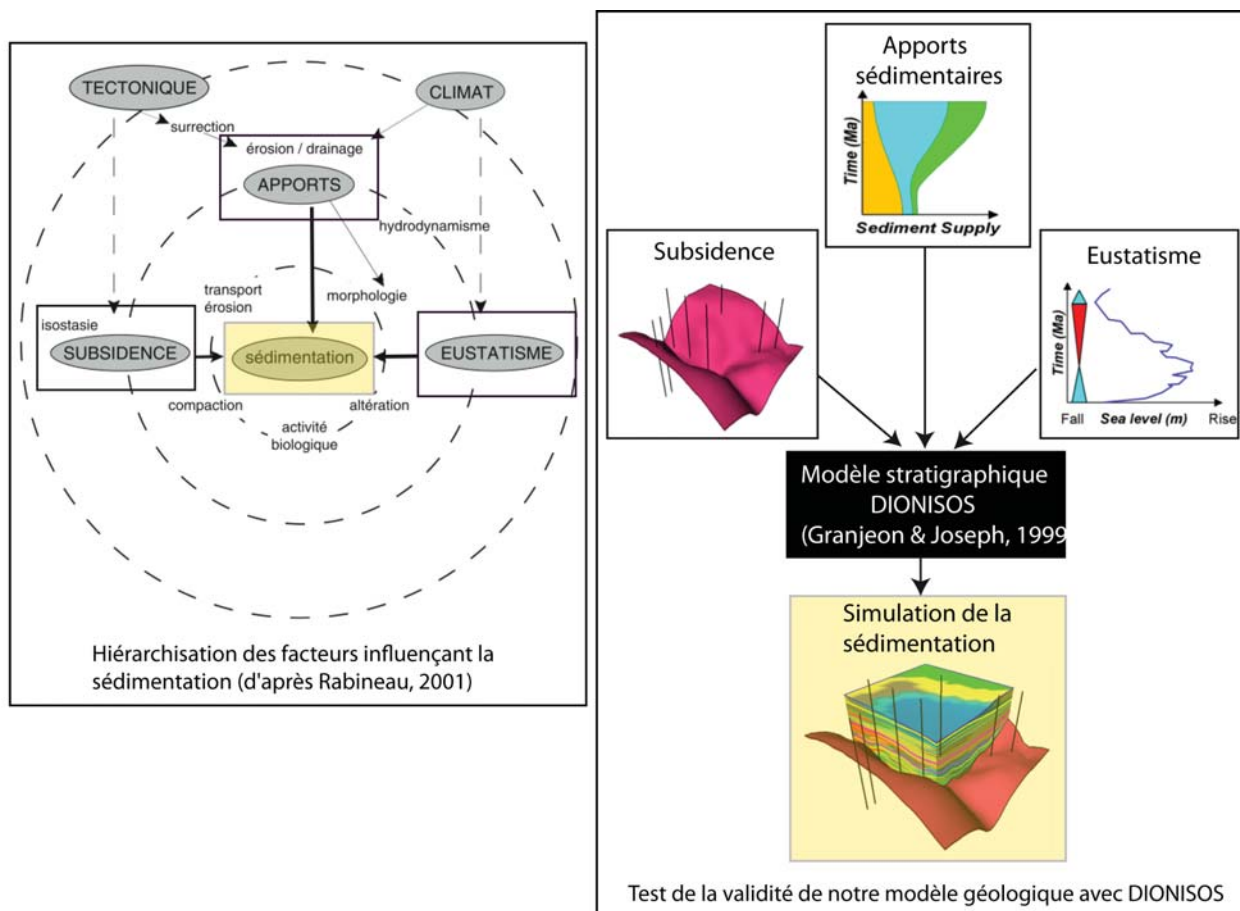 TECTONIQUE
CLIMAT
surrection
érosion / drainage
APPORTS
hydrodynamisme
transport
érosion
morphologie
isostasie
SUBSIDENCE
sédimentation
EUSTATISME
compaction
altération
activité
biologique
Hiérarchisation des facteurs influençant la
sédimentation (d'après Rabineau, 2001)
Apports
sédimentaires
Time (Ma)
Sediment Supply
Subsidence
Eustatisme
Time (Ma)
Fall Sea level (m) Rise
Modèle stratigraphique
DIONISOS
(Granjeon & Joseph, 1999
Simulation de la
sédimentation
Test de la validité de notre modèle géologique avec DIONISOS